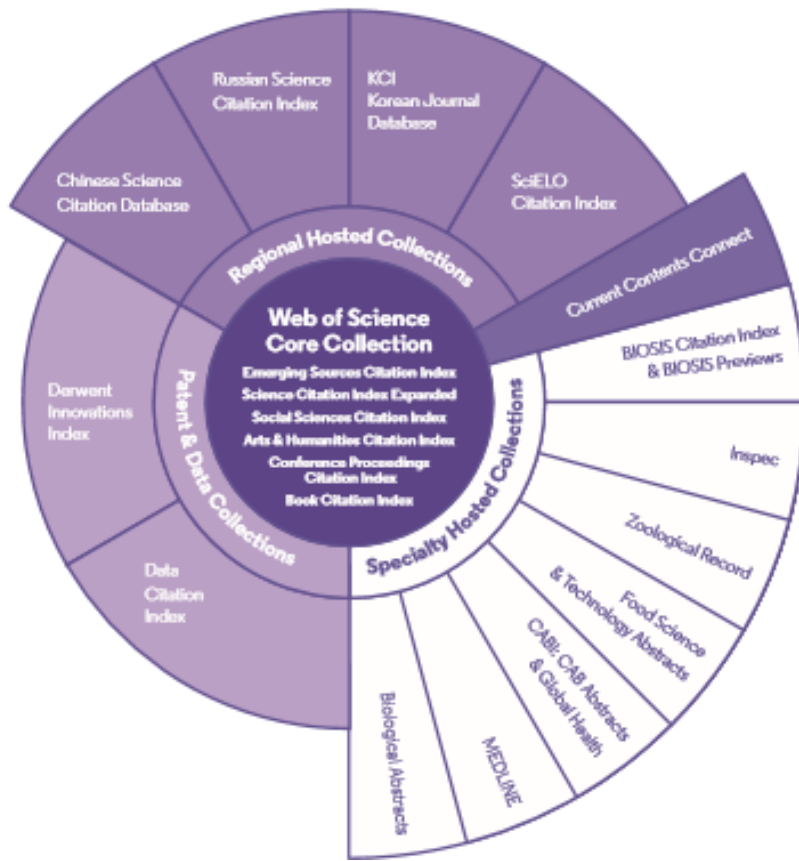 Russian Science
Citation Index
KCI
Korean Journal
Database
Chinese Science
Citation Database
SciELO
Citation Index
Regional Hosted Collections
Current Contents Connect
Web of Science
Core Collection
Emerging Sources Citation Index
Science Citation Index Expanded
Social Sciences Citation Index
Arts & Humanities Citation Index
Conference Proceedings
Citation Index
Book Citation Index
BIOSIS Citation Index
& BIOSIS Previews
Derwent
Innovations
Index
Patent & Data Collections
Specialty Hosted Collections
Inspec
Zoological Record
Food Science
& Technology Abstracts
Data
Citation
Index
CABI: CAB Abstracts
& Global Health
MEDLINE
Biological Abstracts